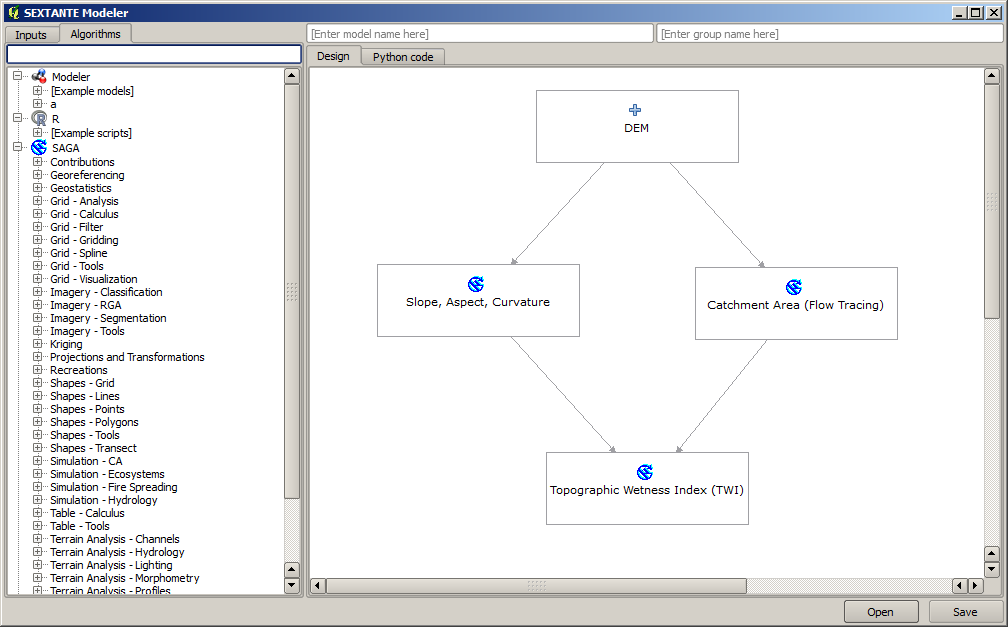 SEXTANTE Modeler
Inputs
Algorithms
[Enter model name here]
[Enter group name here]
Design
Python code
Modeler
[Example models]
a
R
[Example scripts]
SAGA
Contributions
Georeferencing
Geostatistics
Grid - Analysis
Grid - Calculus
Grid - Filter
Grid - Gridding
Grid - Spline
Grid - Tools
Grid - Visualization
Imagery - Classification
Imagery - RGA
Imagery - Segmentation
Imagery - Tools
Kriging
Projections and Transformations
Recreations
Shapes - Grid
Shapes - Lines
Shapes - Points
Shapes - Polygons
Shapes - Tools
Shapes - Transect
Simulation - CA
Simulation - Ecosystems
Simulation - Fire Spreading
Simulation - Hydrology
Table - Calculus
Table - Tools
Terrain Analysis - Channels
Terrain Analysis - Hydrology
Terrain Analysis - Lighting
Terrain Analysis - Morphometry
Terrain Analysis - Profiles
DEM
Slope, Aspect, Curvature
Catchment Area (Flow Tracing)
Topographic Wetness Index (TWI)
Open
Save